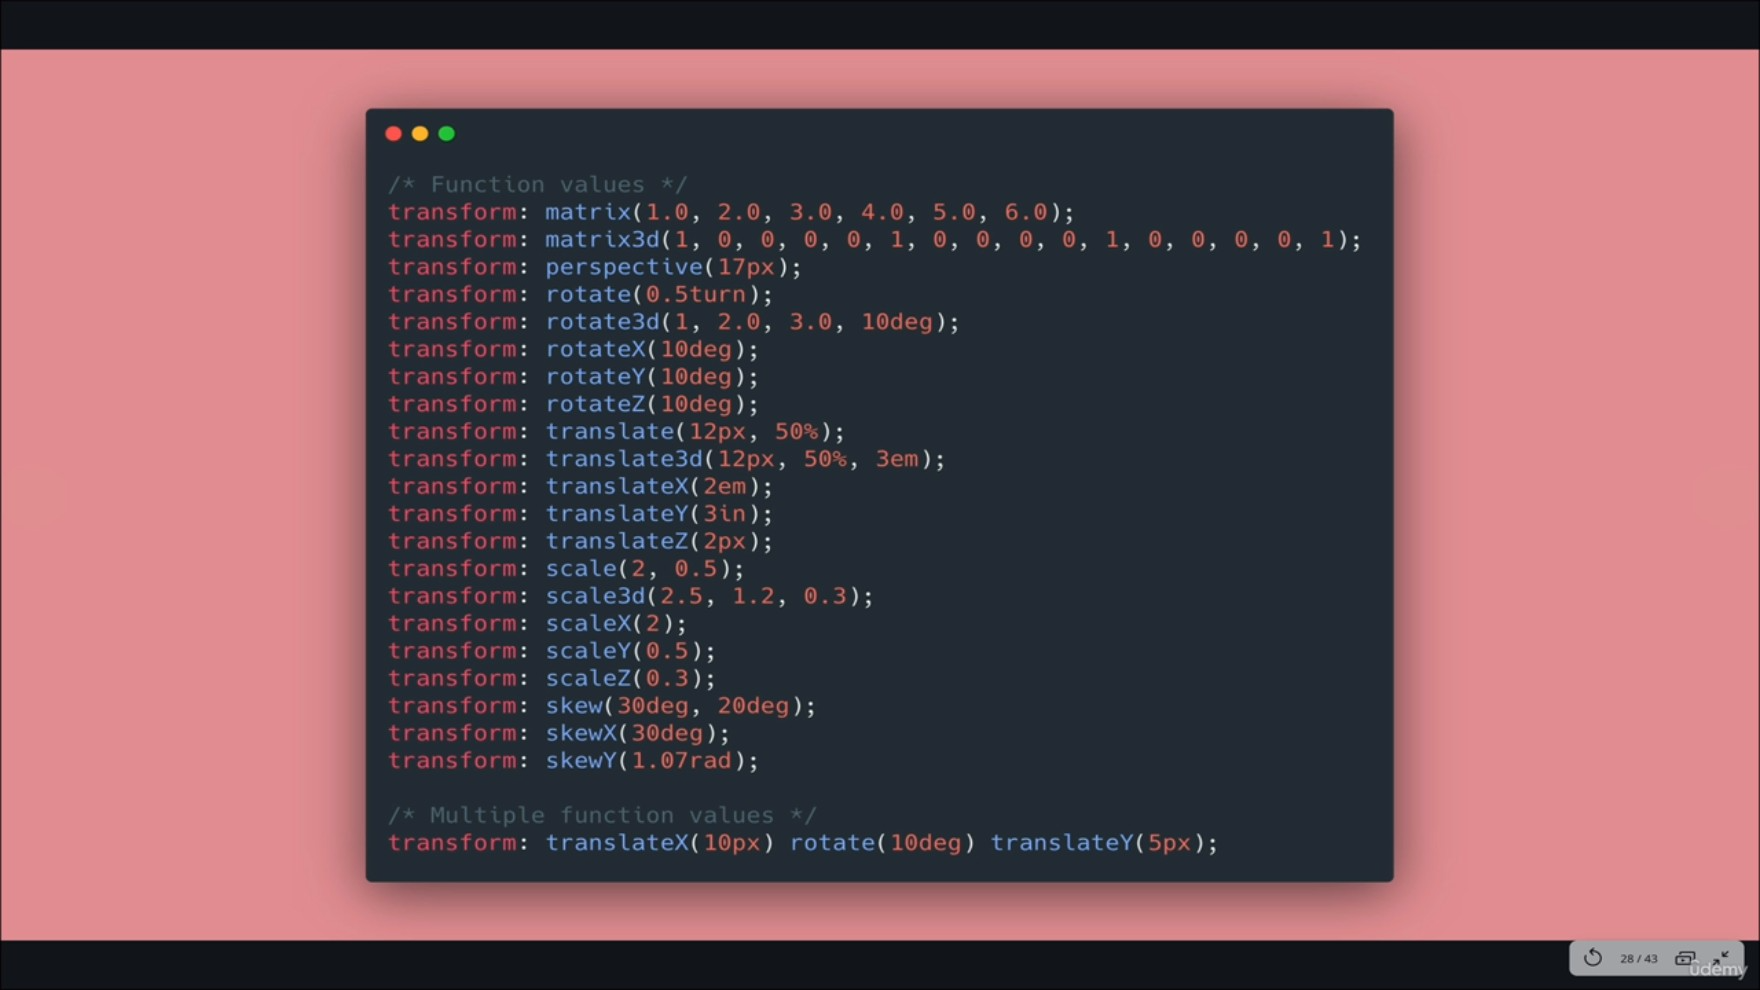 /* Function values */
transform: matrix(1.0, 2.0, 3.0, 4.0, 5.0, 6.0);
transform: matrix3d(1, 0, 0, 0, 0, 1, 0, 0, 0, 0, 1, 0, 0, 0, 0, 1);
transform: perspective(17px);
transform: rotate(0.5turn);
transform: rotate3d(1, 2.0, 3.0, 10deg);
transform: rotateX(10deg);
transform: rotateY(10deg);
transform: rotateZ(10deg);
transform: translate(12px, 50%);
transform: translate3d(12px, 50%, 3em);
transform: translateX(2em);
transform: translateY(3in);
transform: translateZ(2px);
transform: scale(2, 0.5);
transform: scale3d(2.5, 1.2, 0.3);
transform: scaleX(2);
transform: scaleY(0.5);
transform: scaleZ(0.3);
transform: skew(30deg, 20deg);
transform: skewX(30deg);
transform: skewY(1.07rad);
/* Multiple function values */
transform: translateX(10px) rotate(10deg) translateY(5px);
28 / 43
ûdemy